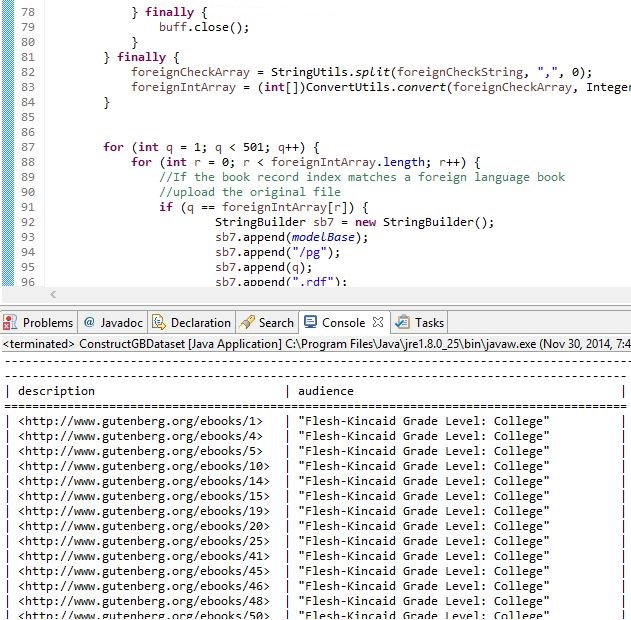 78 } finally {
79 buff.close();
80 }
81 } finally {
82 foreignCheckArray = StringUtils.split(foreignCheckString, ",", 0);
83 foreignIntArray = (int[])ConvertUtils.convert(foreignCheckArray, Integer
84 }
85
86
87 for (int q = 1; q < 501; q++) {
88 for (int r = 0; r < foreignIntArray.length; r++) {
89 //If the book record index matches a foreign language book
90 //upload the original file
91 if (q == foreignIntArray[r]) {
92 StringBuilder sb7 = new StringBuilder();
93 sb7.append(modelBase);
94 sb7.append("/pg");
95 sb7.append(q);
96 sb7.append(".rdf");
Problems @ Javadoc Declaration Search Console Tasks
<terminated> ConstructGBDataset [Java Application] C:\Program Files\Java\jre1.8.0_25\bin\javaw.exe (Nov 30, 2014, 7:4
| description | audience |
| <http://www.gutenberg.org/ebooks/1> | "Flesh-Kincaid Grade Level: College" |
| <http://www.gutenberg.org/ebooks/4> | "Flesh-Kincaid Grade Level: College" |
| <http://www.gutenberg.org/ebooks/5> | "Flesh-Kincaid Grade Level: College" |
| <http://www.gutenberg.org/ebooks/10> | "Flesh-Kincaid Grade Level: College" |
| <http://www.gutenberg.org/ebooks/14> | "Flesh-Kincaid Grade Level: College" |
| <http://www.gutenberg.org/ebooks/15> | "Flesh-Kincaid Grade Level: College" |
| <http://www.gutenberg.org/ebooks/19> | "Flesh-Kincaid Grade Level: College" |
| <http://www.gutenberg.org/ebooks/20> | "Flesh-Kincaid Grade Level: College" |
| <http://www.gutenberg.org/ebooks/25> | "Flesh-Kincaid Grade Level: College" |
| <http://www.gutenberg.org/ebooks/41> | "Flesh-Kincaid Grade Level: College" |
| <http://www.gutenberg.org/ebooks/45> | "Flesh-Kincaid Grade Level: College" |
| <http://www.gutenberg.org/ebooks/46> | "Flesh-Kincaid Grade Level: College" |
| <http://www.gutenberg.org/ebooks/48> | "Flesh-Kincaid Grade Level: College" |
| <http://www.gutenberg.org/ebooks/50> | "Flesh-Kincaid Grade Level: College" |